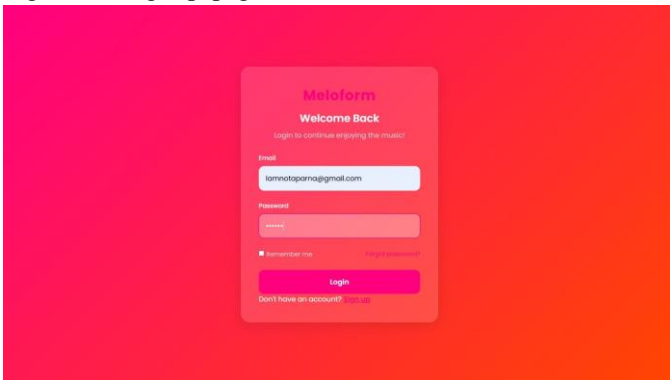 Meloform
Welcome Back
Login to continue enjoying the music!
Email
Iamnotaparna@gmail.com
Password
Remember me Forgot password?
Login
Don't have an account? Sign up